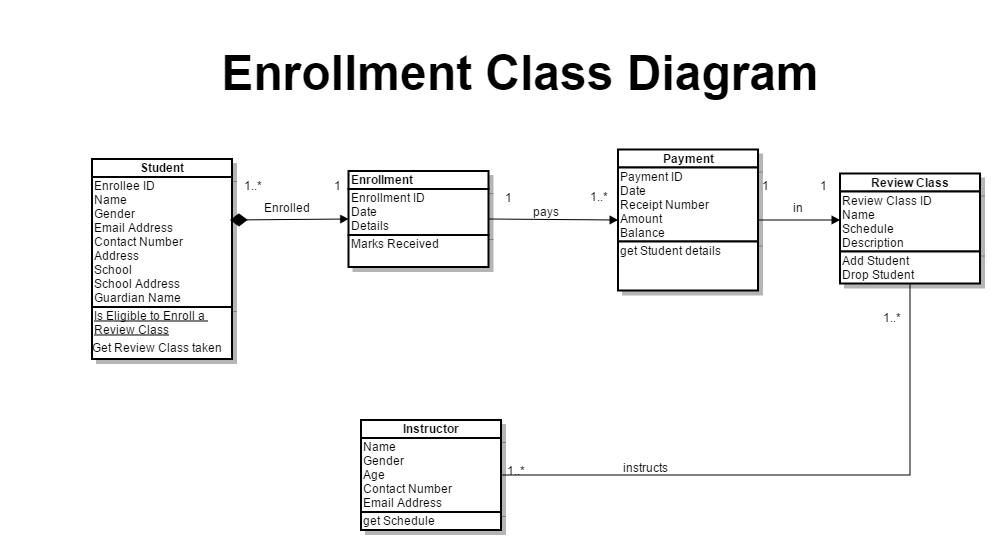 Enrollment Class Diagram
Student
Enrollee ID
Name
Gender
Email Address
Contact Number
Address
School
School Address
Guardian Name
Is Eligible to Enroll a
Review Class
Get Review Class taken
1..*
1
Enrolled
Enrollment
Enrollment ID
Date
Details
Marks Received
1
1..*
pays
Payment
Payment ID
Date
Receipt Number
Amount
Balance
get Student details
1
1
in
Review Class
Review Class ID
Name
Schedule
Description
Add Student
Drop Student
1..*
Instructor
Name
Gender
Age
Contact Number
Email Address
get Schedule
1..*
instructs